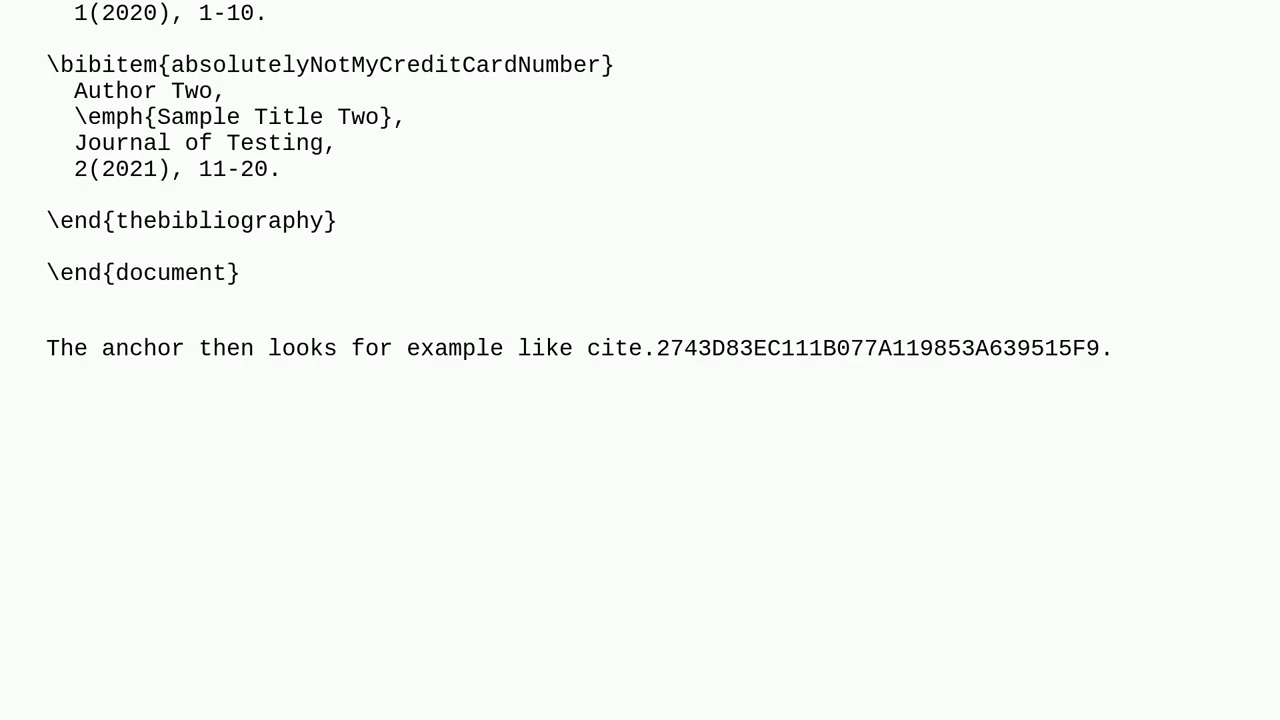 1(2020), 1-10.
\bibitem{absolutelyNotMyCreditCardNumber}
Author Two,
\emph{Sample Title Two},
Journal of Testing,
2(2021), 11-20.
\end{thebibliography}
\end{document}
The anchor then looks for example like cite.2743D83EC111B077A119853A639515F9.